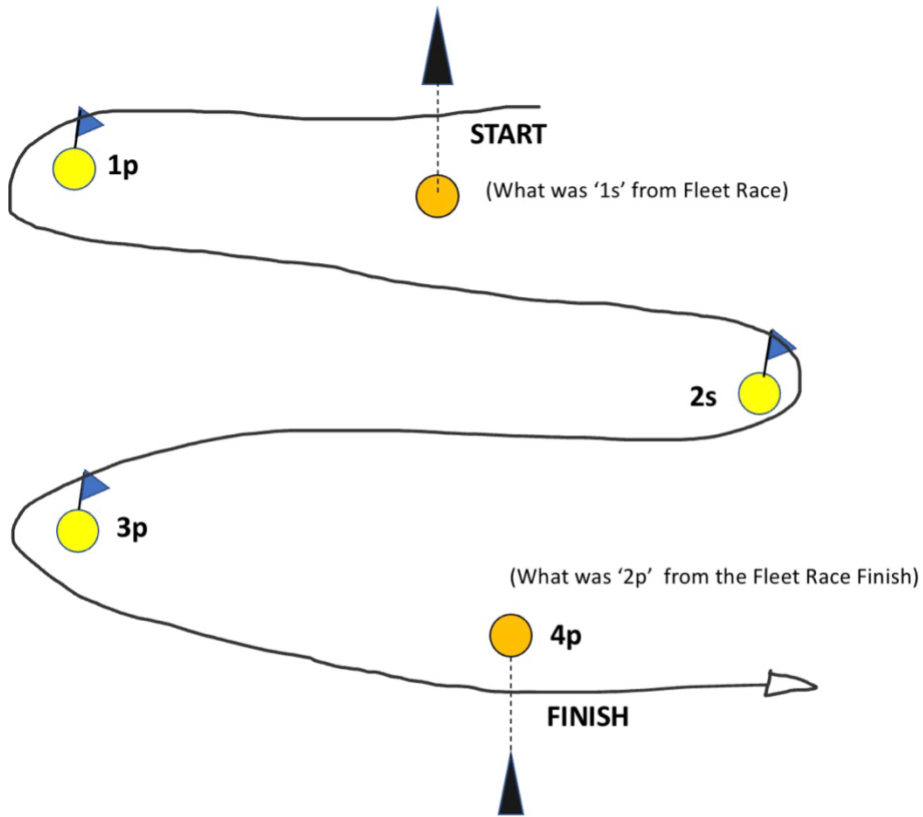 START
1p
(What was ‘1s’ from Fleet Race)
2s
3p
(What was ‘2p’  from the Fleet Race Finish)
4p
FINISH